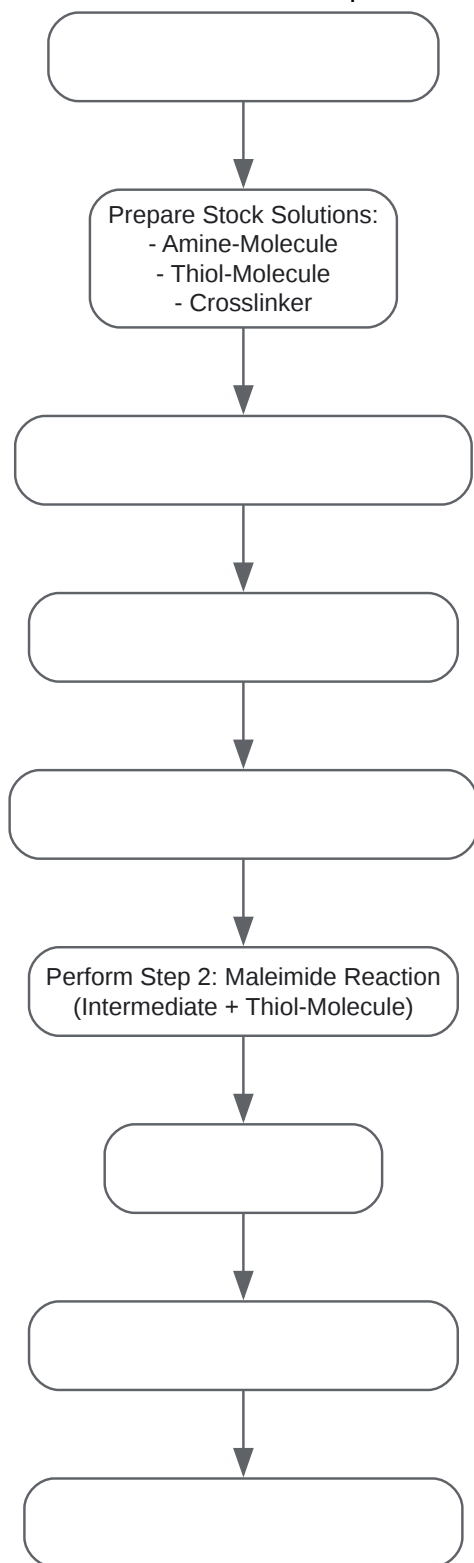 Prepare Stock Solutions:
- Amine-Molecule
- Thiol-Molecule
- Crosslinker
Perform Step 2: Maleimide Reaction
(Intermediate + Thiol-Molecule)